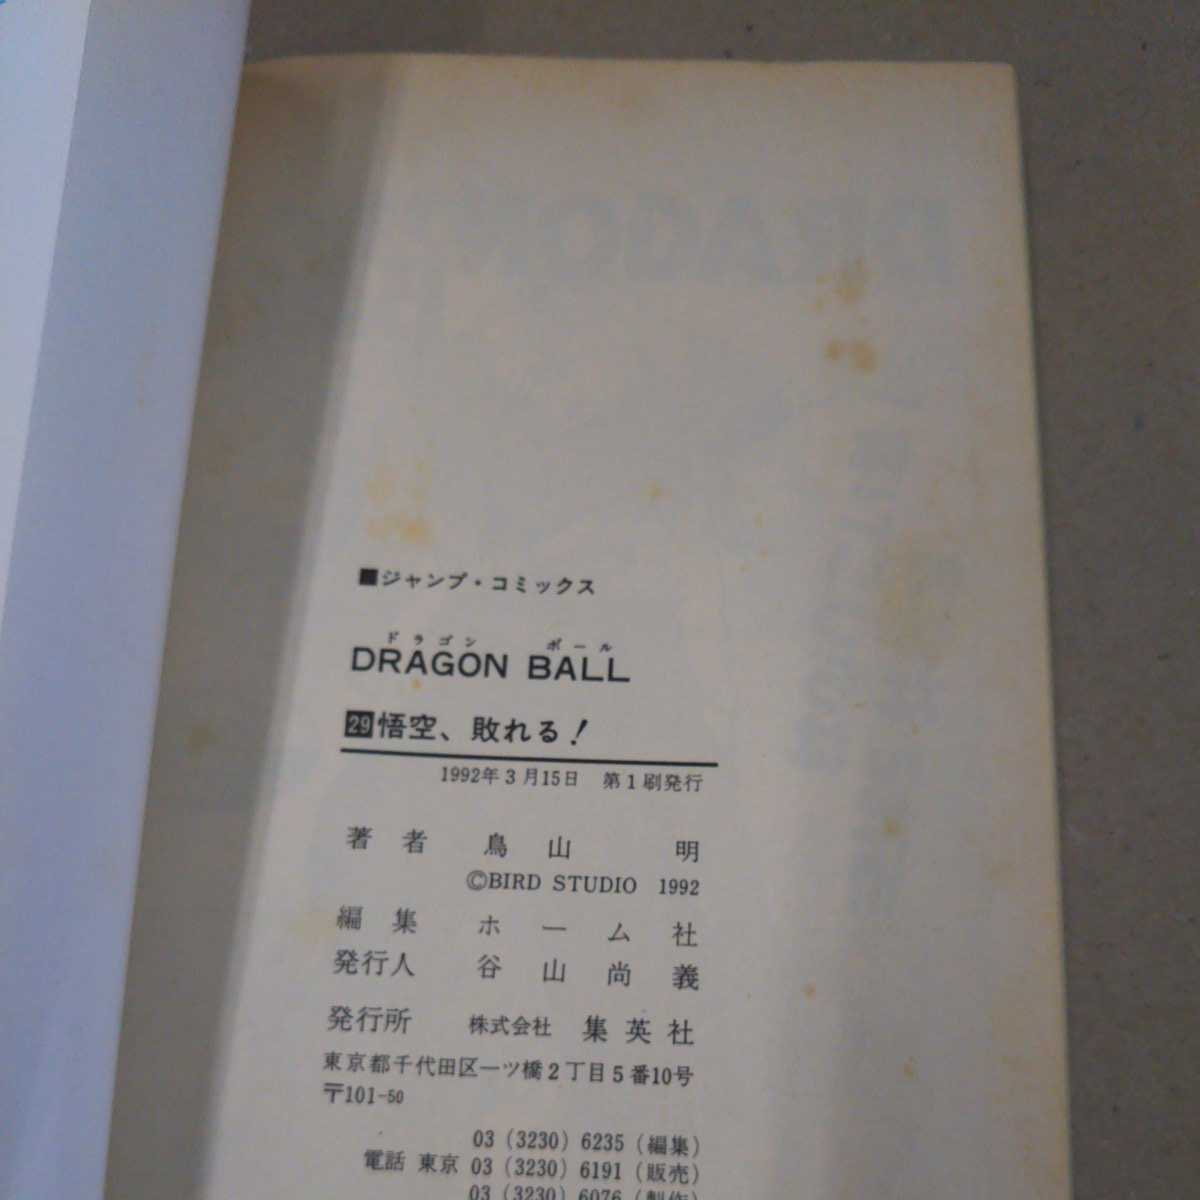 ■ジャンプ・コミックス
ドラゴン ボール
DRAGON BALL
29 悟空、敗れる!
1992年3月15日 第1刷発行
著者 鳥山 明
©BIRD STUDIO 1992
編集 ホーム社
発行人 谷山尚義
発行所 株式会社 集英社
東京都千代田区一ツ橋2丁目5番10号
〒101-50
03 (3230) 6235 (編集)
電話 東京 03 (3230) 6191 (販売)
03 (3230) 6076 (製作)